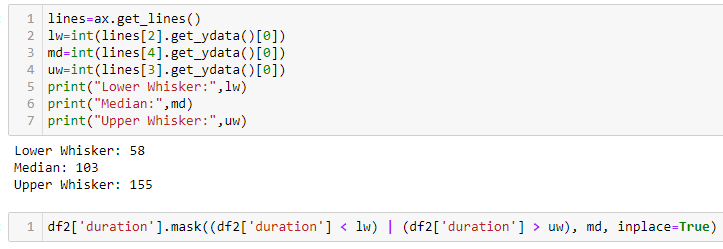 1 lines=ax.get_lines()
2 lw=int(lines[2].get_ydata()[0])
3 md=int(lines[4].get_ydata()[0])
4 uw=int(lines[3].get_ydata()[0])
5 print("Lower Whisker:",lw)
6 print("Median:",md)
7 print("Upper Whisker:",uw)
Lower Whisker: 58
Median: 103
Upper Whisker: 155
1 df2['duration'].mask((df2['duration'] < lw) | (df2['duration'] > uw), md, inplace=True)